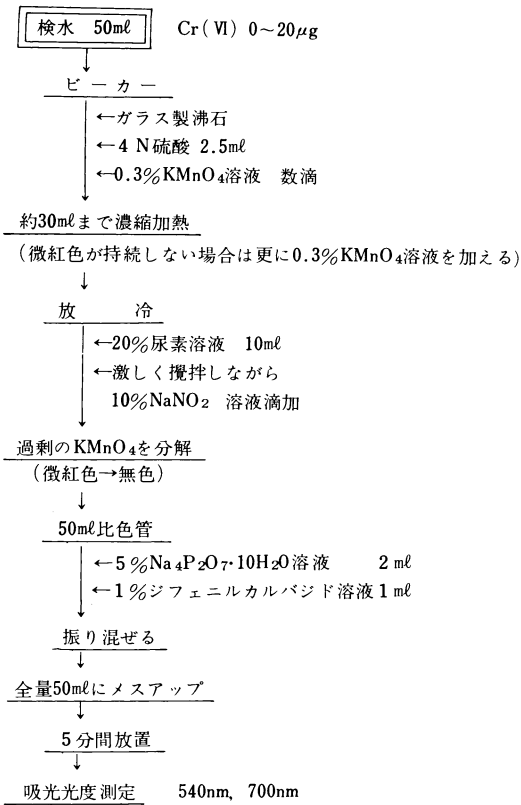 検水 50ml Cr(Ⅵ) 0~20μg
ビーカー
←ガラス製沸石
←4N硫酸 2.5ml
←0.3%KMnO4溶液 数滴
約30mlまで濃縮加熱
(微紅色が持続しない場合は更に0.3%KMnO4溶液を加える)
↓
放 冷
←20%尿素溶液 10ml
←激しく攪拌しながら
10%NaNO2 溶液滴加
過剰のKMnO4を分解
(微紅色→無色)
↓
50ml比色管
←5%Na4P2O7・10H2O溶液 2ml
←1%ジフェニルカルバジド溶液1ml
振り混ぜる
↓
全量50mlにメスアップ
↓
5分間放置
↓
吸光光度測定 540nm, 700nm